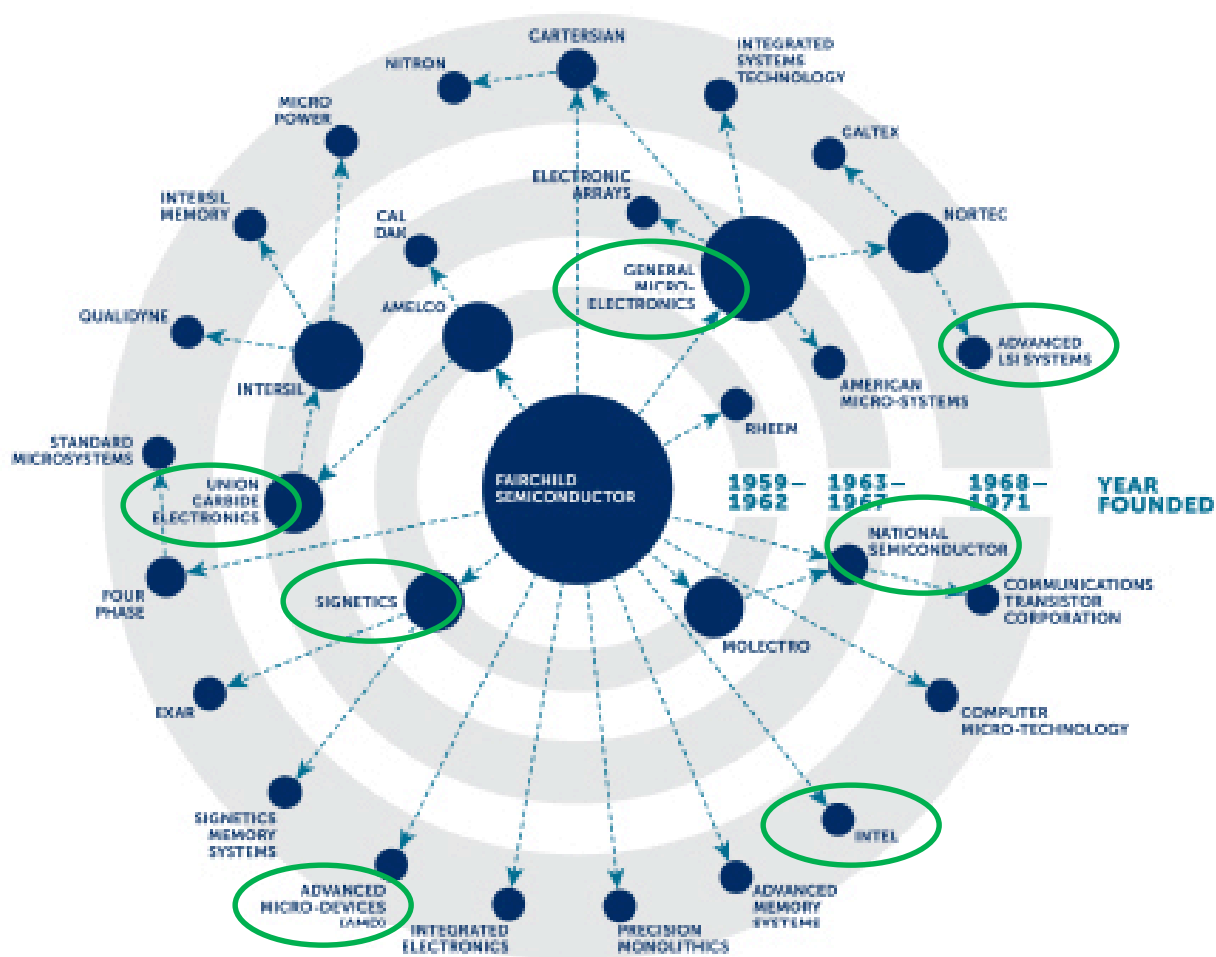 CARTERSIAN
NITRON
INTEGRATED
SYSTEMS
TECHNOLOGY
MICRO
POWER
GALTEX
ELECTRONIC
ARRAYS
INTERSIL
MEMORY
CAL
DAK
NORTEC
GENERAL
MICRO-
ELECTRONICS
AMELCO
QUALIDYNE
ADVANCED
LSI SYSTEMS
INTERSIL
AMERICAN
MICRO-SYSTEMS
RHEEM
STANDARD
MICROSYSTEMS
UNION
CARBIDE
ELECTRONICS
FAIRCHILD
SEMICONDUCTOR
1959–
1962
1963–
1967
1968–
1971
YEAR
FOUNDED
NATIONAL
SEMICONDUCTOR
FOUR
PHASE
SIGNETICS
COMMUNICATIONS
TRANSISTOR
CORPORATION
MOLECTRO
EXAR
COMPUTER
MICRO-TECHNOLOGY
SIGNETICS
MEMORY
SYSTEMS
INTEL
ADVANCED
MICRO-DEVICES
(AMD)
INTEGRATED
ELECTRONICS
PRECISION
MONOLITHICS
ADVANCED
MEMORY
SYSTEMS